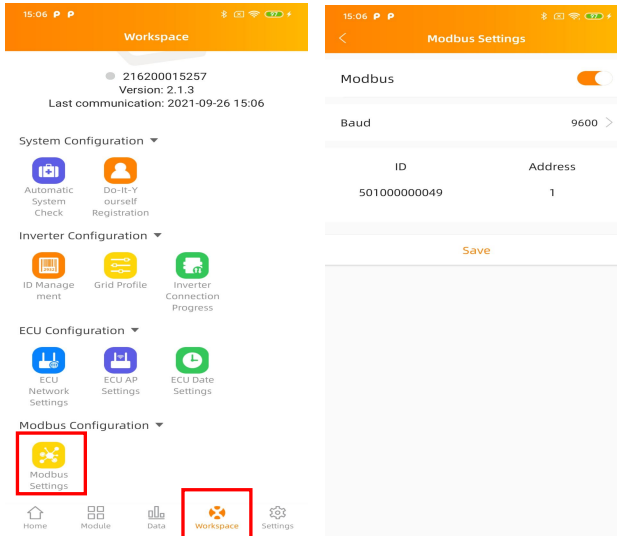 15:06 P P
97
Workspace
216200015257
Version: 2.1.3
Last communication: 2021-09-26 15:06
System Configuration
Automatic
System
Check
Do-It-Y
ourself
Registration
Inverter Configuration
ID Manage
ment
Grid Profile
Inverter
Connection
Progress
ECU Configuration
ECU
Network
Settings
ECU AP
Settings
ECU Date
Settings
Modbus Configuration
Modbus
Settings
Home
Module
Data
Workspace
Settings
15:06 P P
97
Modbus Settings
Modbus
Baud 9600
ID Address
501000000049 1
Save